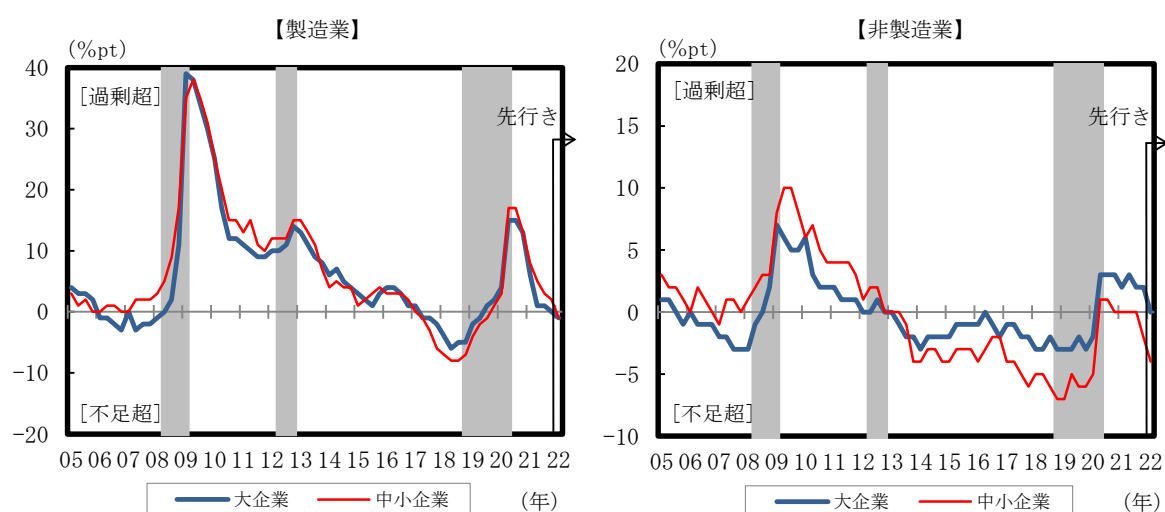 【製造業】
(%pt)
40
30
20
10
0
-10
-20
[過剰超]
先行き
[不足超]
05 06 07 08 09 10 11 12 13 14 15 16 17 18 19 20 21 22
大企業 中小企業
(年)
【非製造業】
(%pt)
20
15
10
5
0
-5
-10
[過剰超]
先行き
[不足超]
05 06 07 08 09 10 11 12 13 14 15 16 17 18 19 20 21 22
大企業 中小企業
(年)